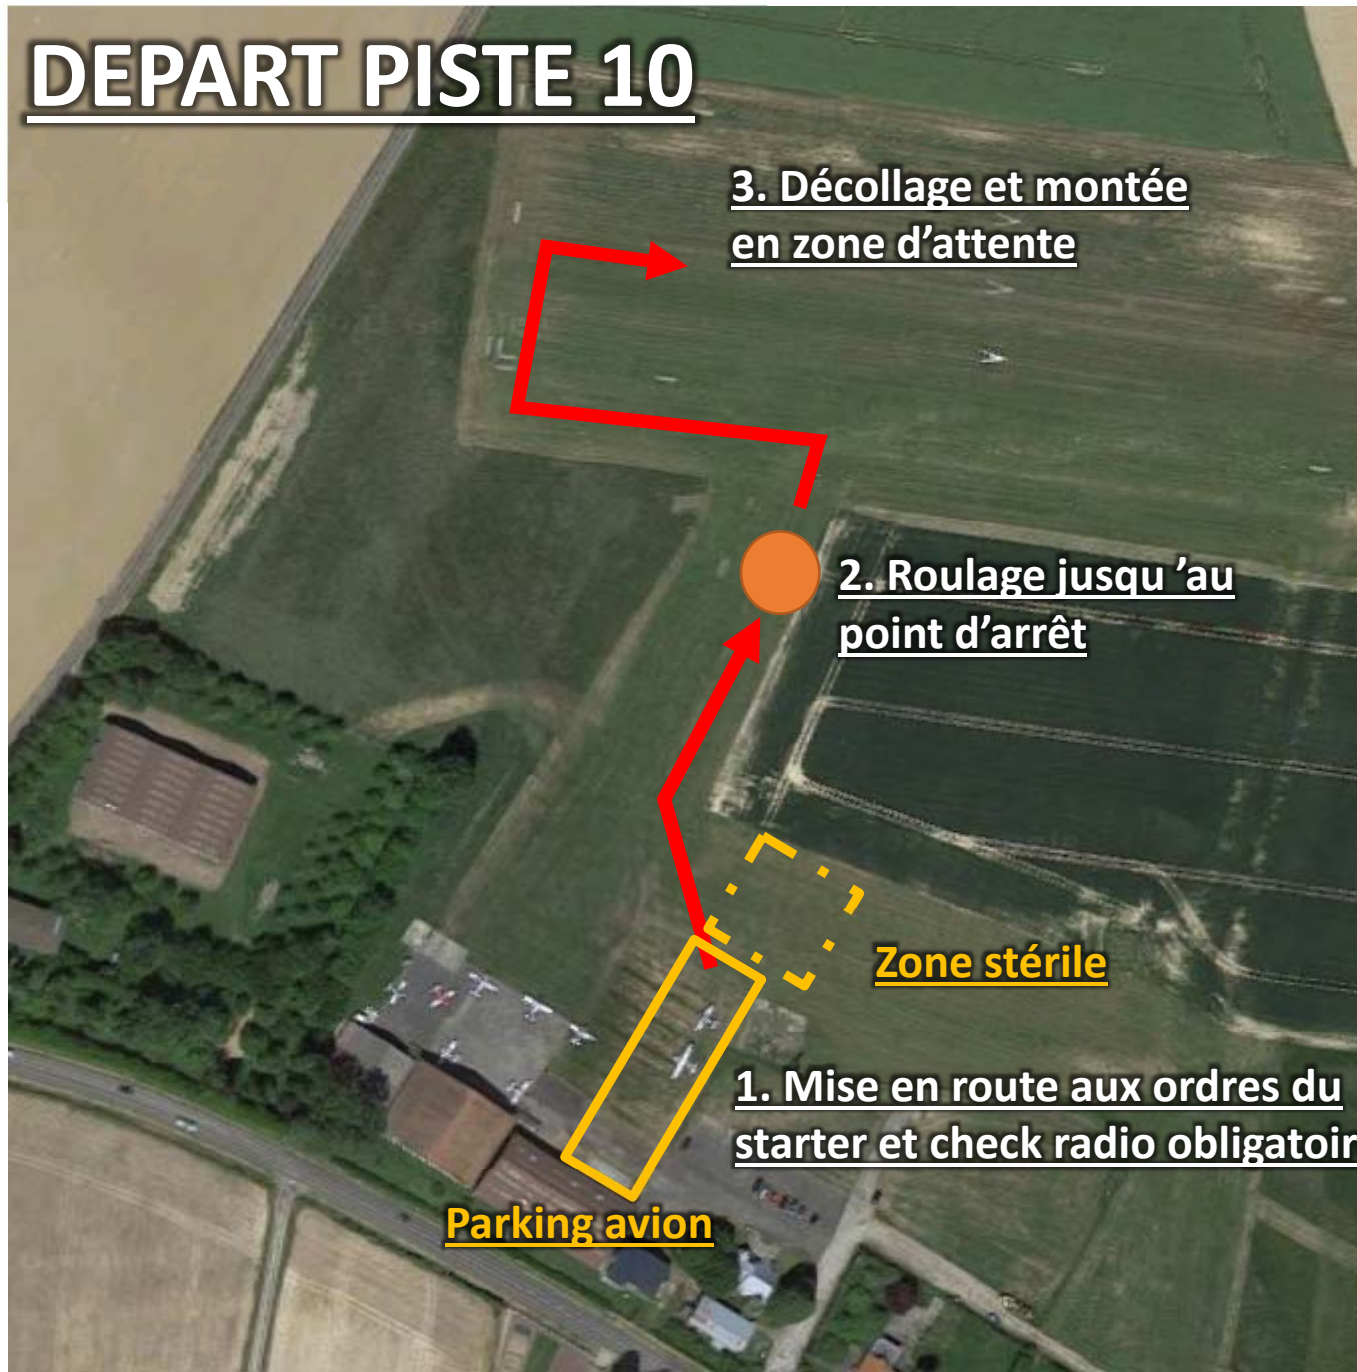 DEPART PISTE 10
3. Décollage et montée
en zone d’attente
2. Roulage jusqu ’au
point d’arrêt
Zone stérile
1. Mise en route aux ordres du
starter et check radio obligatoir
Parking avion